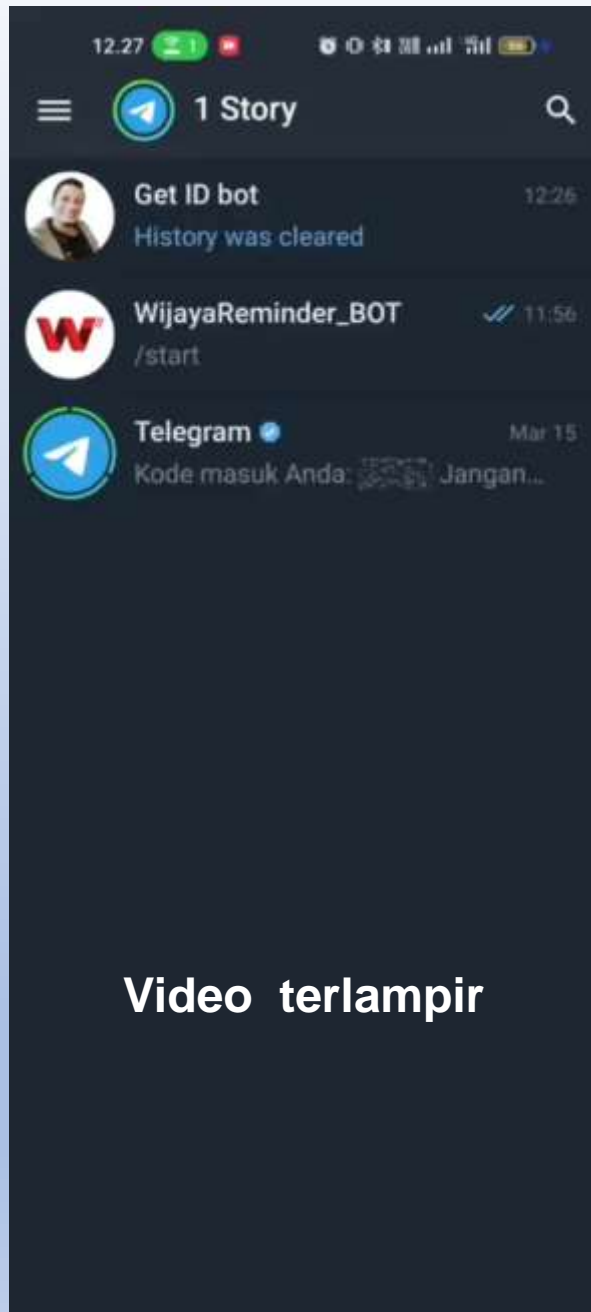 12.27
1 Story
Get ID bot
12:26
History was cleared
W
WijayaReminder_BOT
11:56
/start
Telegram
Mar 15
Kode masuk Anda: Jangan...
Video terlampir